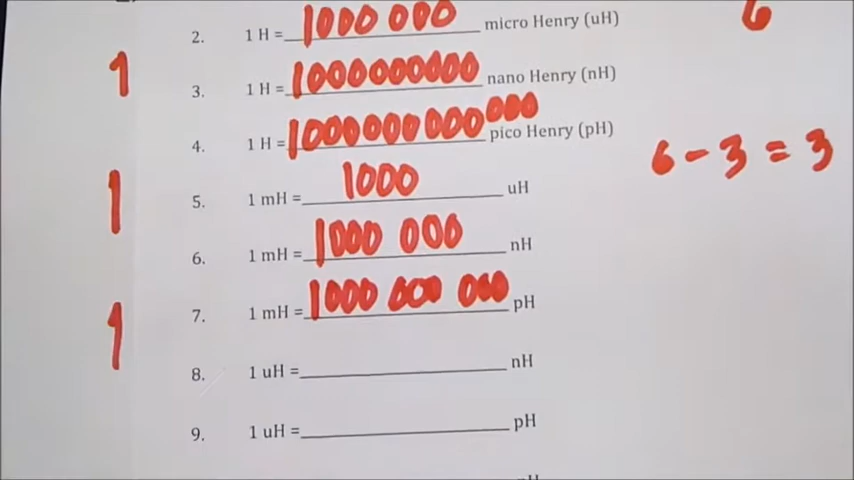 2. 1 H = 1000 000 micro Henry (uH) 6
1 3. 1 H = 1000000000 nano Henry (nH)
4. 1 H = 1000000000000 pico Henry (pH) 6 - 3 = 3
1 5. 1 mH = 1000 uH
6. 1 mH = 1000 000 nH
1 7. 1 mH = 1000 000 000 pH
8. 1 uH = nH
9. 1 uH = pH